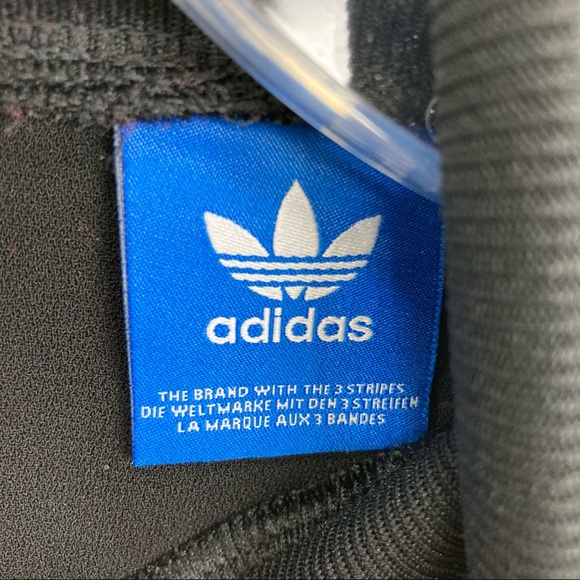 adidas
THE BRAND WITH THE 3 STRIPES
DIE WELTMARKE MIT DEN 3 STREIFEN
LA MARQUE AUX 3 BANDES